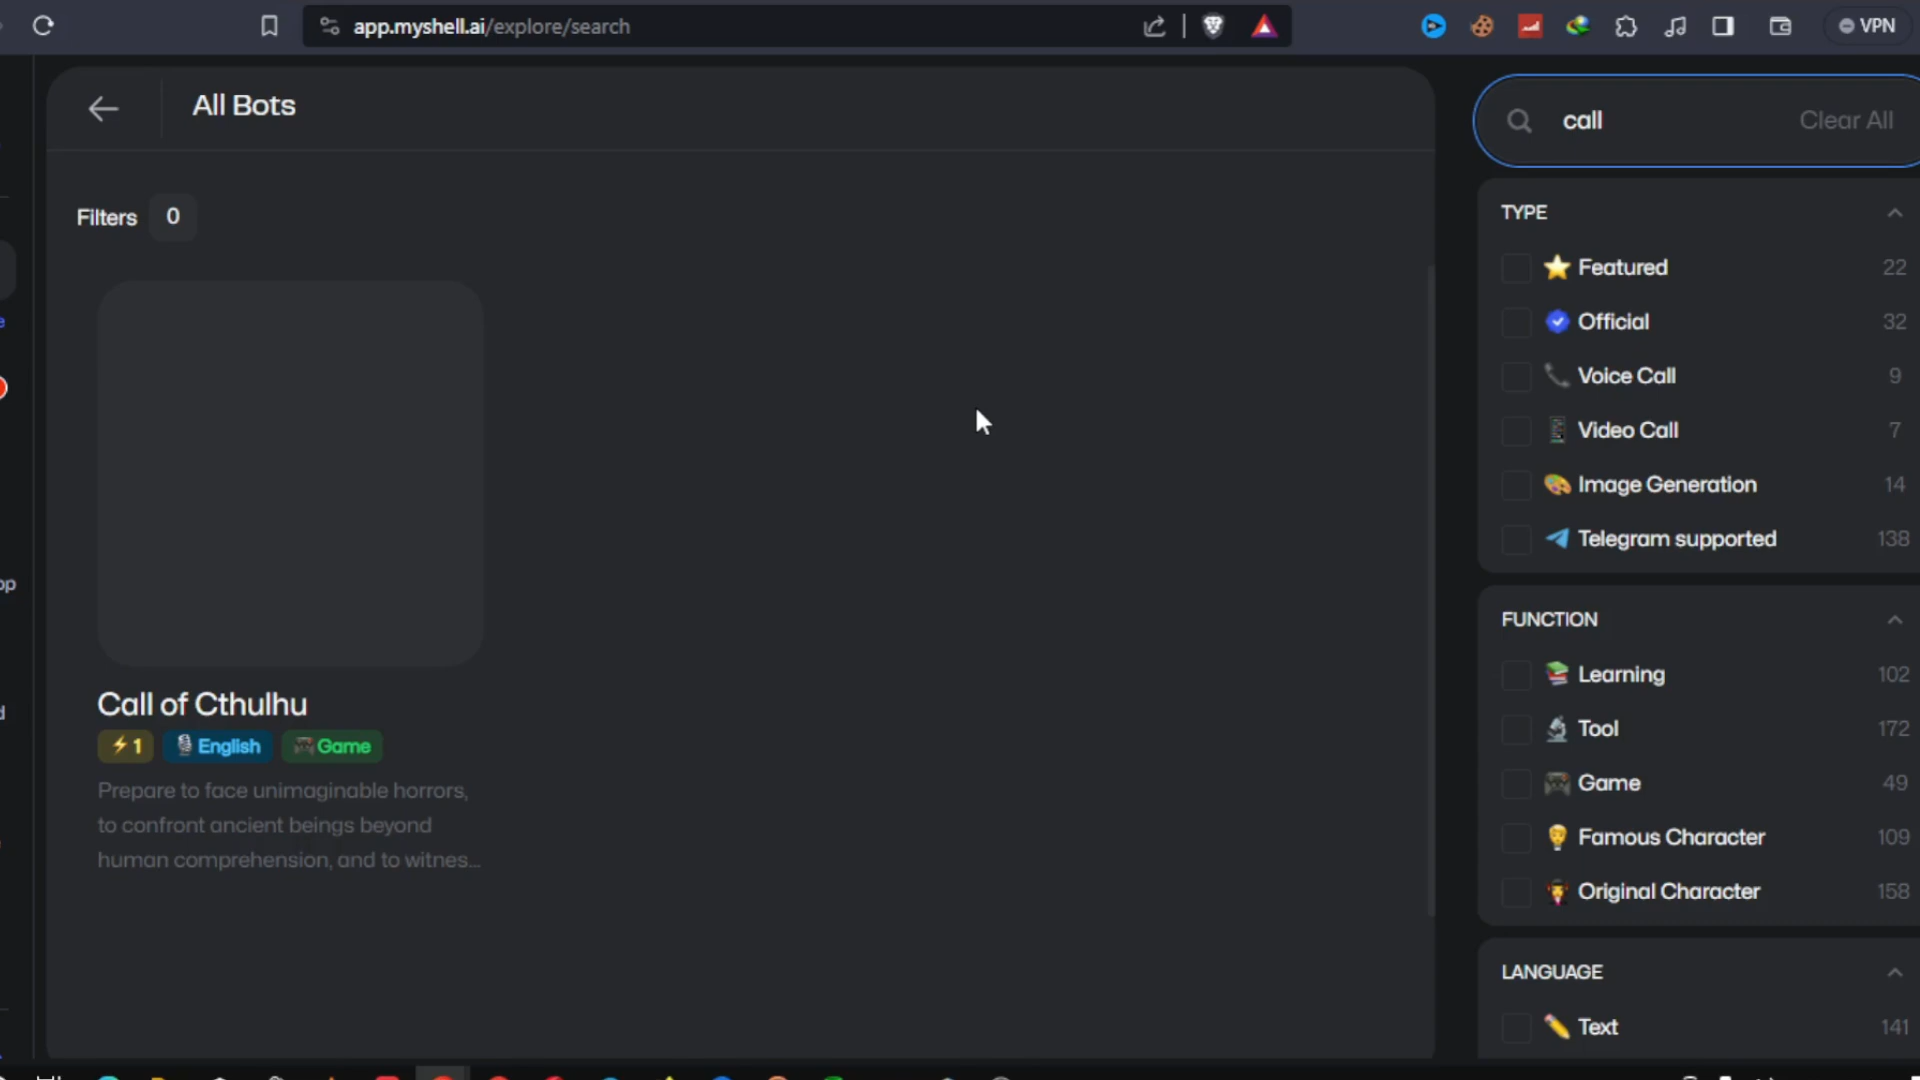 app.myshell.ai/explore/search
VPN
All Bots
call
Clear All
Filters 0
TYPE
Featured 22
Official 32
Voice Call 9
Video Call 7
Image Generation 14
Telegram supported 138
FUNCTION
Learning 102
Tool 172
Game 49
Famous Character 109
Original Character 158
LANGUAGE
Text 141
Call of Cthulhu
1 English Game
Prepare to face unimaginable horrors,
to confront ancient beings beyond
human comprehension, and to witnes...